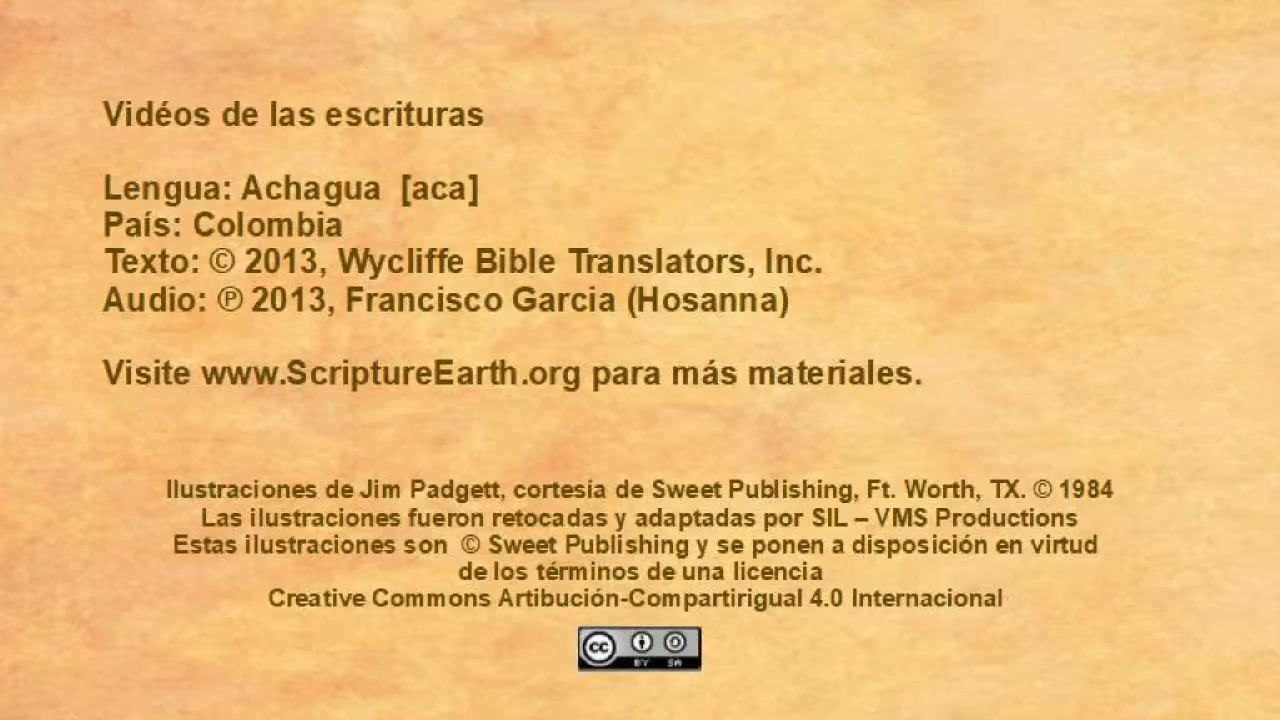 Vidéos de las escrituras
Lengua: Achagua [aca]
País: Colombia
Texto: © 2013, Wycliffe Bible Translators, Inc.
Audio: ℗ 2013, Francisco Garcia (Hosanna)
Visite www.ScriptureEarth.org para más materiales.
Ilustraciones de Jim Padgett, cortesía de Sweet Publishing, Ft. Worth, TX. © 1984
Las ilustraciones fueron retocadas y adaptadas por SIL – VMS Productions
Estas ilustraciones son © Sweet Publishing y se ponen a disposición en virtud
de los términos de una licencia
Creative Commons Artibución-Compartirigual 4.0 Internacional
cc BY SA